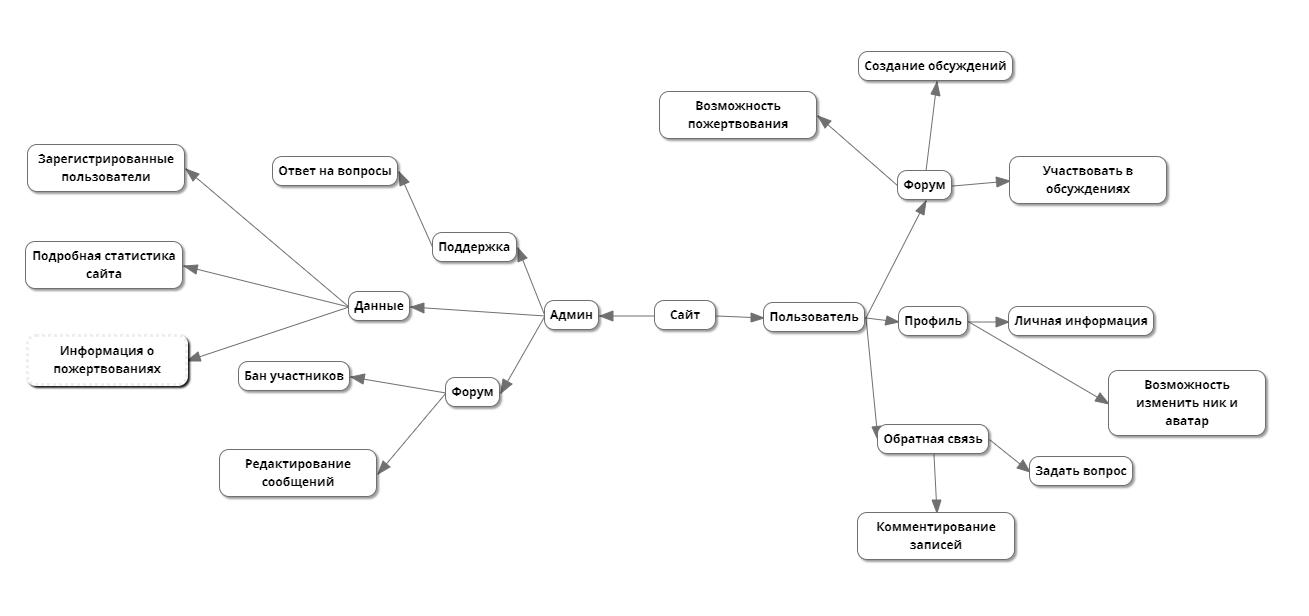 Создание обсуждений
Возможность
пожертвования
Зарегистрированные
пользователи
Ответ на вопросы
Участвовать в
обсуждениях
Форум
Поддержка
Подробная статистика
сайта
Данные
Админ
Сайт
Пользователь
Профиль
Личная информация
Информация о
пожертвованиях
Бан участников
Форум
Возможность
изменить ник и
аватар
Обратная связь
Редактирование
сообщений
Задать вопрос
Комментирование
записей